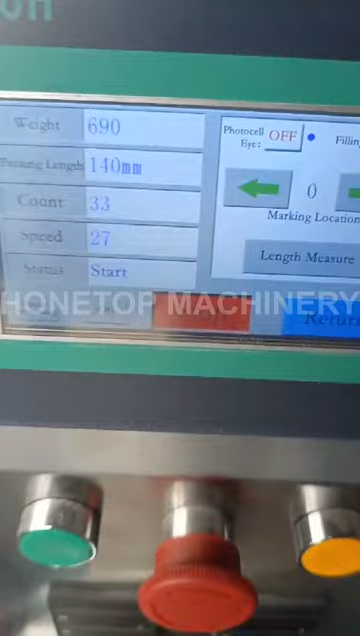 Weight 690
Photocell Eye: OFF
Packing Length 140mm
0
Count 33
Marking Location
Speed 27
Length Measure
Status Start
HONETOP MACHINERY
Return